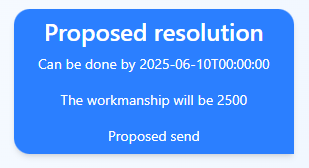 Proposed resolution
Can be done by 2025-06-10T00:00:00
The workmanship will be 2500
Proposed send